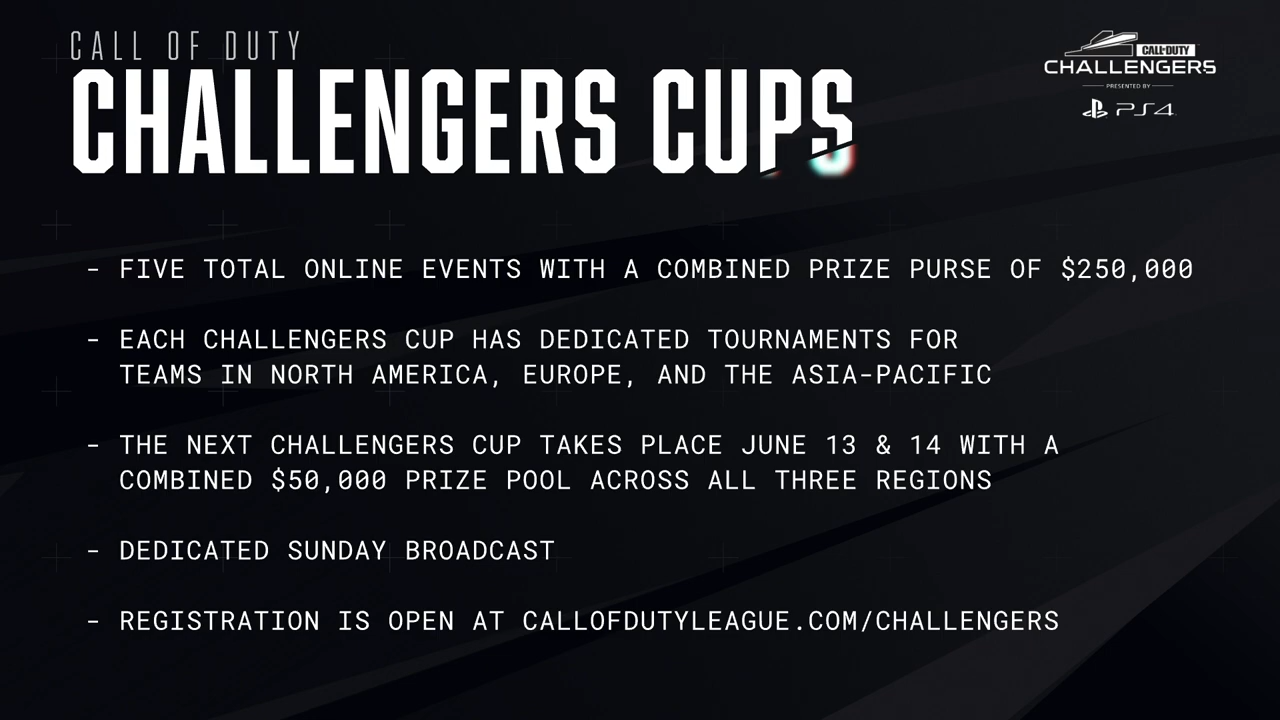 CALL OF DUTY
CHALLENGERS CUPS
CALL OF DUTY
CHALLENGERS
PRESENTED BY
PS4
- FIVE TOTAL ONLINE EVENTS WITH A COMBINED PRIZE PURSE OF $250,000
- EACH CHALLENGERS CUP HAS DEDICATED TOURNAMENTS FOR
TEAMS IN NORTH AMERICA, EUROPE, AND THE ASIA-PACIFIC
- THE NEXT CHALLENGERS CUP TAKES PLACE JUNE 13 & 14 WITH A
COMBINED $50,000 PRIZE POOL ACROSS ALL THREE REGIONS
- DEDICATED SUNDAY BROADCAST
- REGISTRATION IS OPEN AT CALLOFDUTYLEAGUE.COM/CHALLENGERS